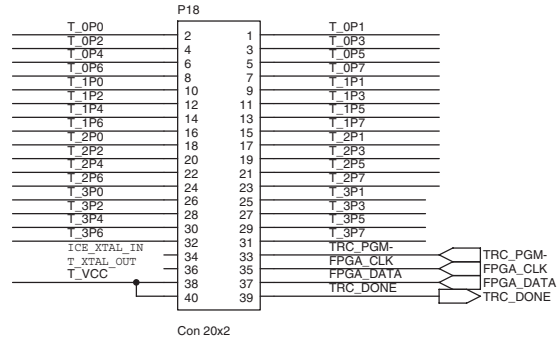 P18
T_0P0 2 1 T_0P1
T_0P2 4 3 T_0P3
T_0P4 6 5 T_0P5
T_0P6 8 7 T_0P7
T_1P0 10 9 T_1P1
T_1P2 12 11 T_1P3
T_1P4 14 13 T_1P5
T_1P6 16 15 T_1P7
T_2P0 18 17 T_2P1
T_2P2 20 19 T_2P3
T_2P4 22 21 T_2P5
T_2P6 24 23 T_2P7
T_3P0 26 25 T_3P1
T_3P2 28 27 T_3P3
T_3P4 30 29 T_3P5
T_3P6 32 31 T_3P7
ICE_XTAL_IN 34 33 TRC_PGM- TRC_PGM-
T_XTAL_OUT 36 35 FPGA_CLK FPGA_CLK
T_VCC 38 37 FPGA_DATA FPGA_DATA
40 39 TRC_DONE TRC_DONE
Con 20x2